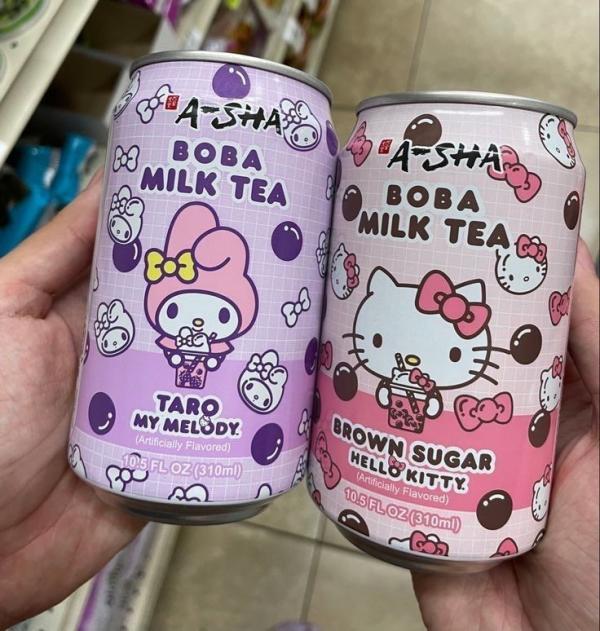 A-SHA
BOBA
MILK TEA
TARO
MY MELODY.
(Artificially Flavored)
10.5 FL OZ (310ml)
A-SHA
BOBA
MILK TEA
BROWN SUGAR
HELLO KITTY.
(Artificially Flavored)
10.5 FL OZ (310ml)